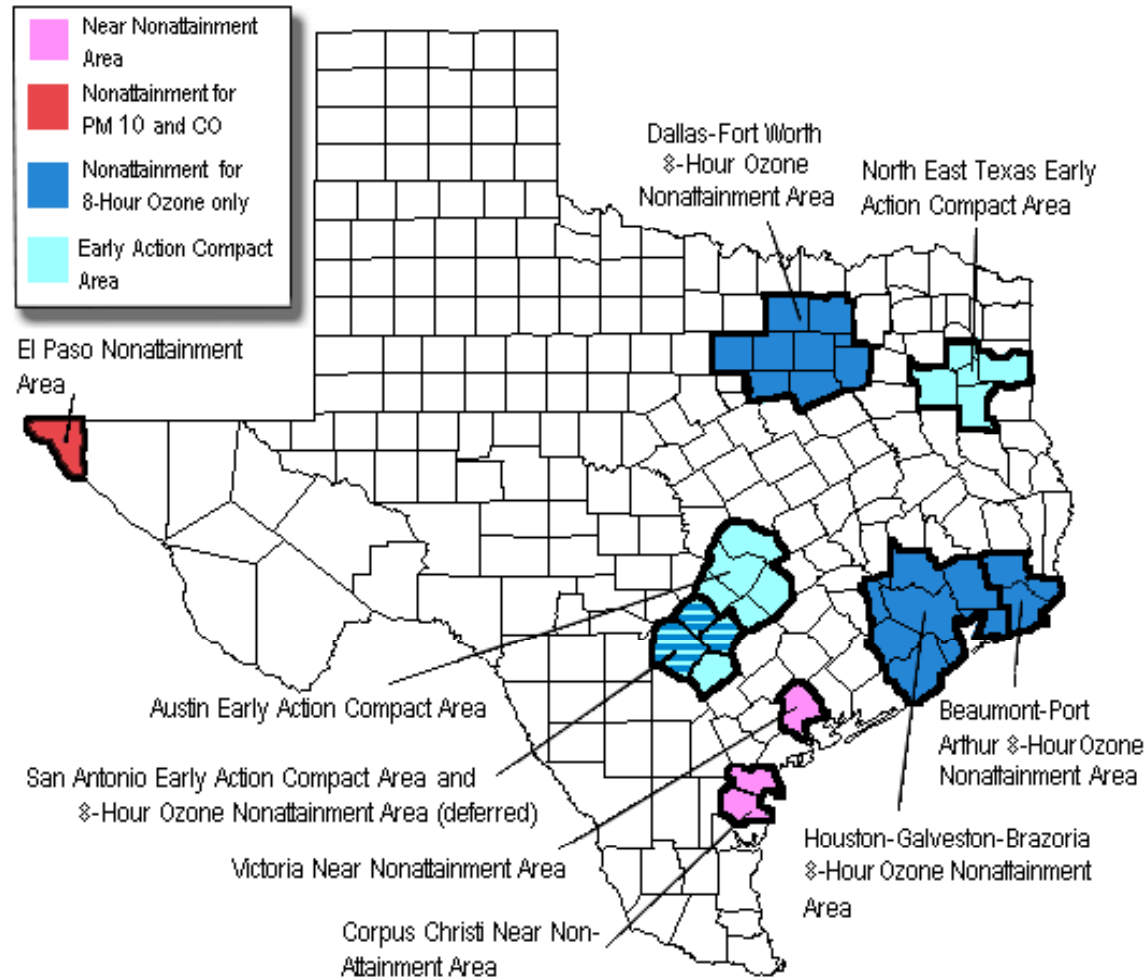 Near Nonattainment
Area
Nonattainment for
PM 10 and CO
Nonattainment for
8-Hour Ozone only
Early Action Compact
Area
Dallas-Fort Worth
8-Hour Ozone
Nonattainment Area
North East Texas Early
Action Compact Area
El Paso Nonattainment
Area
Austin Early Action Compact Area
San Antonio Early Action Compact Area and
8-Hour Ozone Nonattainment Area (deferred)
Victoria Near Nonattainment Area
Corpus Christi Near Non-
Attainment Area
Beaumont-Port
Arthur 8-Hour Ozone
Nonattainment Area
Houston-Galveston-Brazoria
8-Hour Ozone Nonattainment
Area